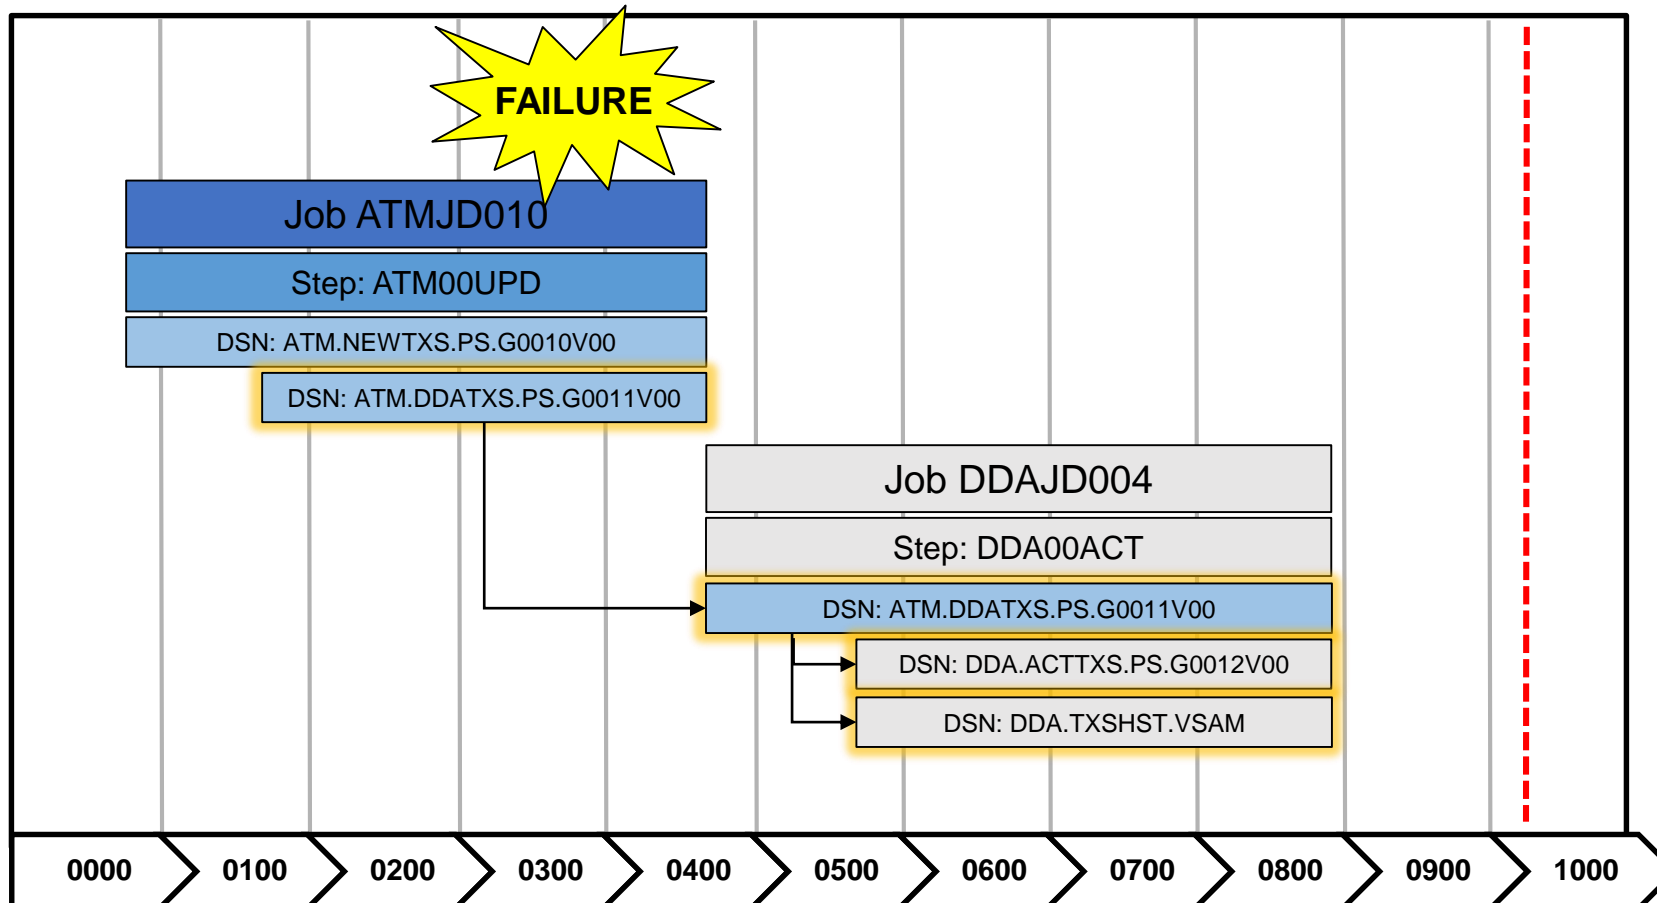 FAILURE
Job ATMJD010
Step: ATM00UPD
DSN: ATM.NEWTXS.PS.G0010V00
DSN: ATM.DDATXS.PS.G0011V00
Job DDAJD004
Step: DDA00ACT
DSN: ATM.DDATXS.PS.G0011V00
DSN: DDA.ACTTXS.PS.G0012V00
DSN: DDA.TXSHST.VSAM
0000 0100 0200 0300 0400 0500 0600 0700 0800 0900 1000